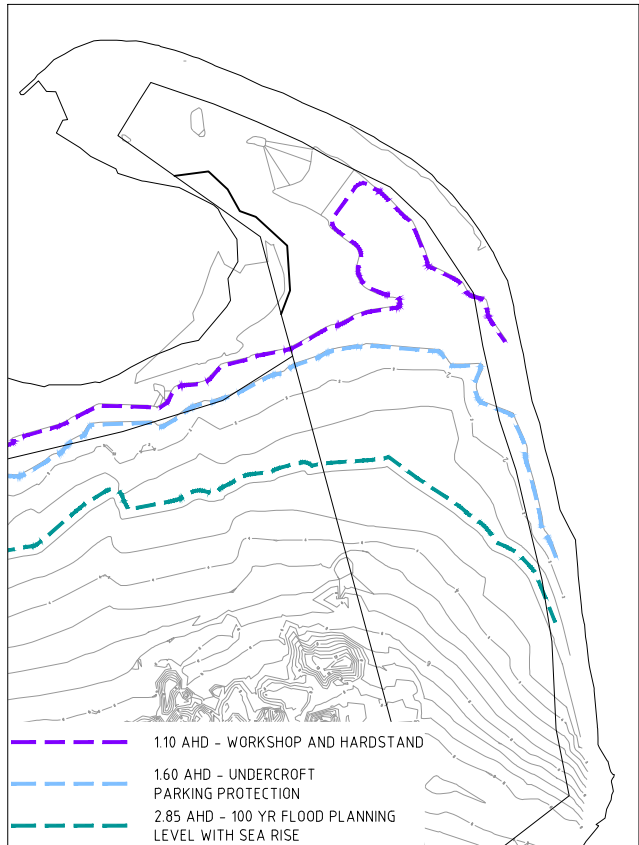 1.10 AHD - WORKSHOP AND HARDSTAND
1.60 AHD - UNDERCROFT
PARKING PROTECTION
2.85 AHD - 100 YR FLOOD PLANNING
LEVEL WITH SEA RISE